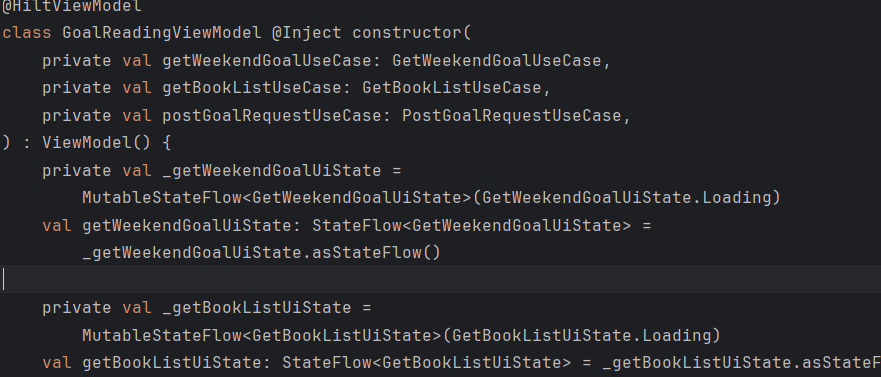 @HiltViewModel
class GoalReadingViewModel @Inject constructor(
    private val getWeekendGoalUseCase: GetWeekendGoalUseCase,
    private val getBookListUseCase: GetBookListUseCase,
    private val postGoalRequestUseCase: PostGoalRequestUseCase,
) : ViewModel() {
    private val _getWeekendGoalUiState =
        MutableStateFlow<GetWeekendGoalUiState>(GetWeekendGoalUiState.Loading)
    val getWeekendGoalUiState: StateFlow<GetWeekendGoalUiState> =
        _getWeekendGoalUiState.asStateFlow()
    private val _getBookListUiState =
        MutableStateFlow<GetBookListUiState>(GetBookListUiState.Loading)
    val getBookListUiState: StateFlow<GetBookListUiState> = _getBookListUiState.asStateF